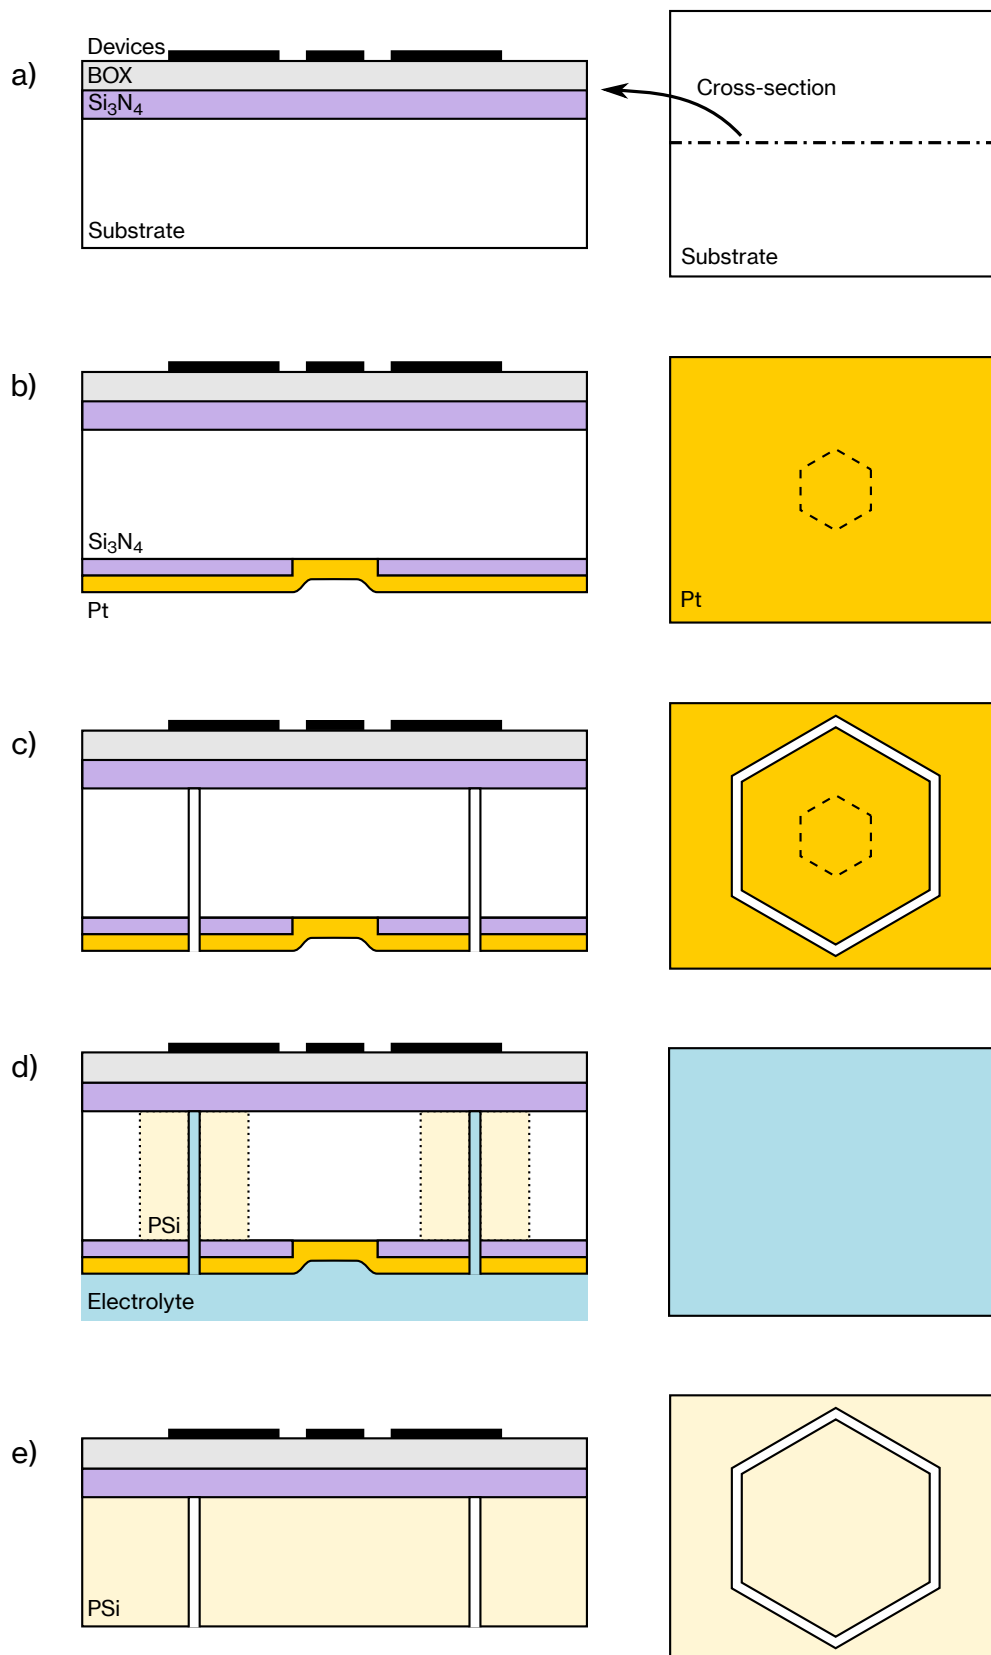 a)
Devices
BOX
Si₃N₄
Substrate
Cross-section
Substrate
b)
Si₃N₄
Pt
Pt
c)
d)
PSi
Electrolyte
e)
PSi